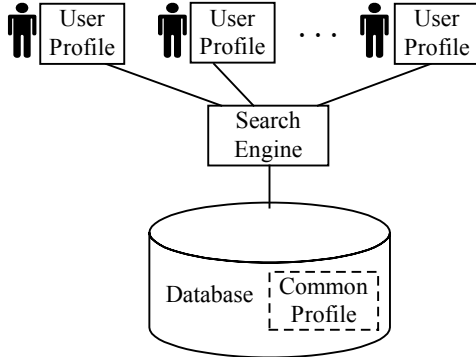 User
Profile
User
Profile
. . .
User
Profile
Search
Engine
Database
Common
Profile